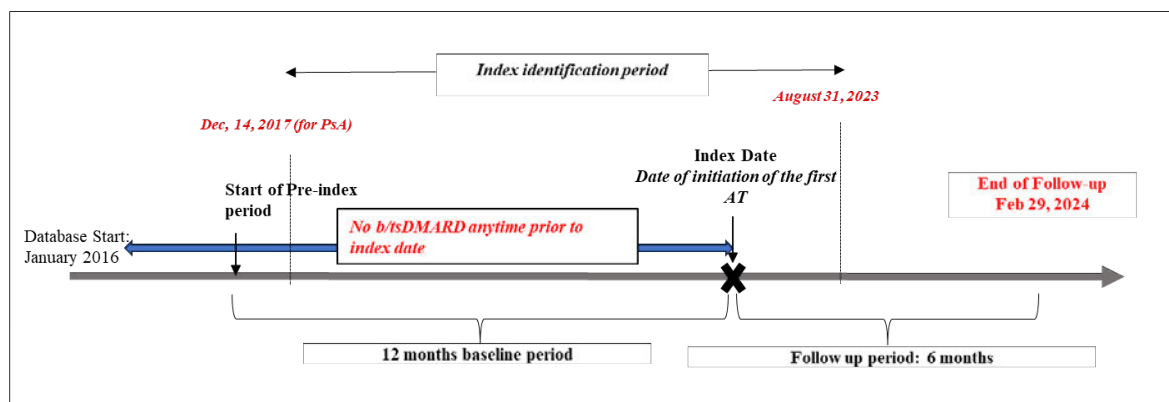 Index identification period
August 31, 2023
Dec, 14, 2017 (for PsA)
Index Date
Date of initiation of the first
AT
Start of Pre-index
period
End of Follow-up
Feb 29, 2024
No b/tsDMARD anytime prior to
index date
Database Start:
January 2016
12 months baseline period
Follow up period: 6 months